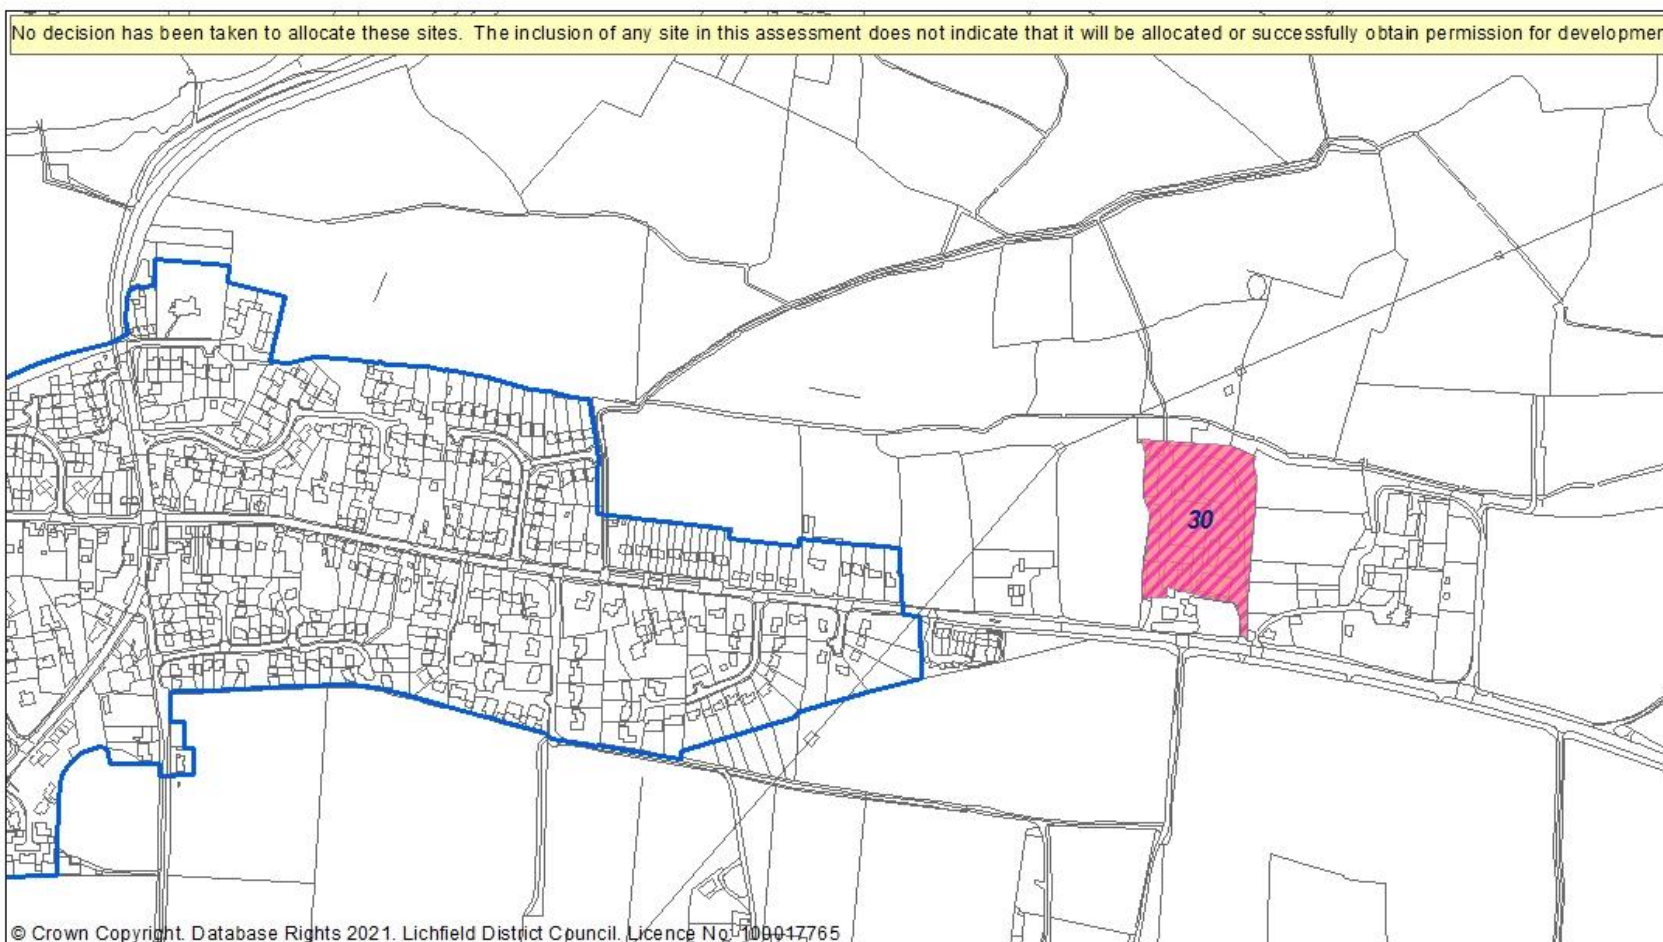 No decision has been taken to allocate these sites. The inclusion of any site in this assessment does not indicate that it will be allocated or successfully obtain permission for developmen
30
© Crown Copyright. Database Rights 2021. Lichfield District Council. Licence No: 100017765